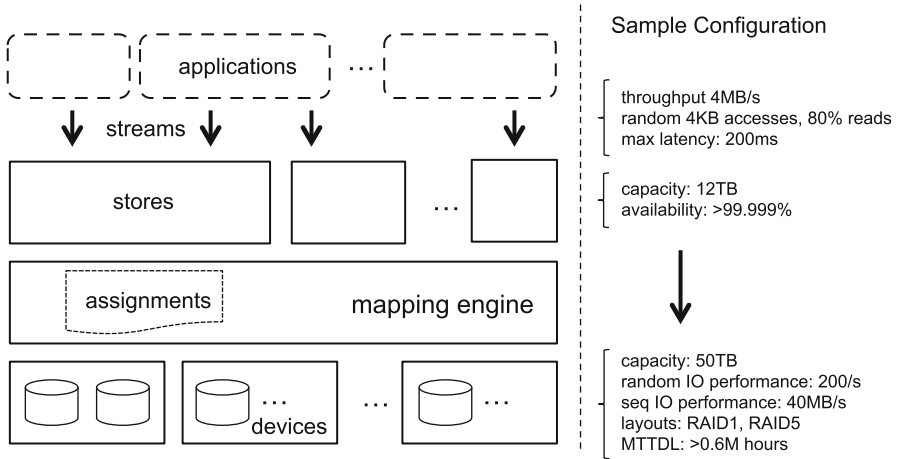 Sample Configuration
applications
...
streams
throughput 4MB/s
random 4KB accesses, 80% reads
max latency: 200ms
stores
...
capacity: 12TB
availability: >99.999%
assignments
mapping engine
capacity: 50TB
random IO performance: 200/s
seq IO performance: 40MB/s
layouts: RAID1, RAID5
MTTDL: >0.6M hours
... ... ...
devices